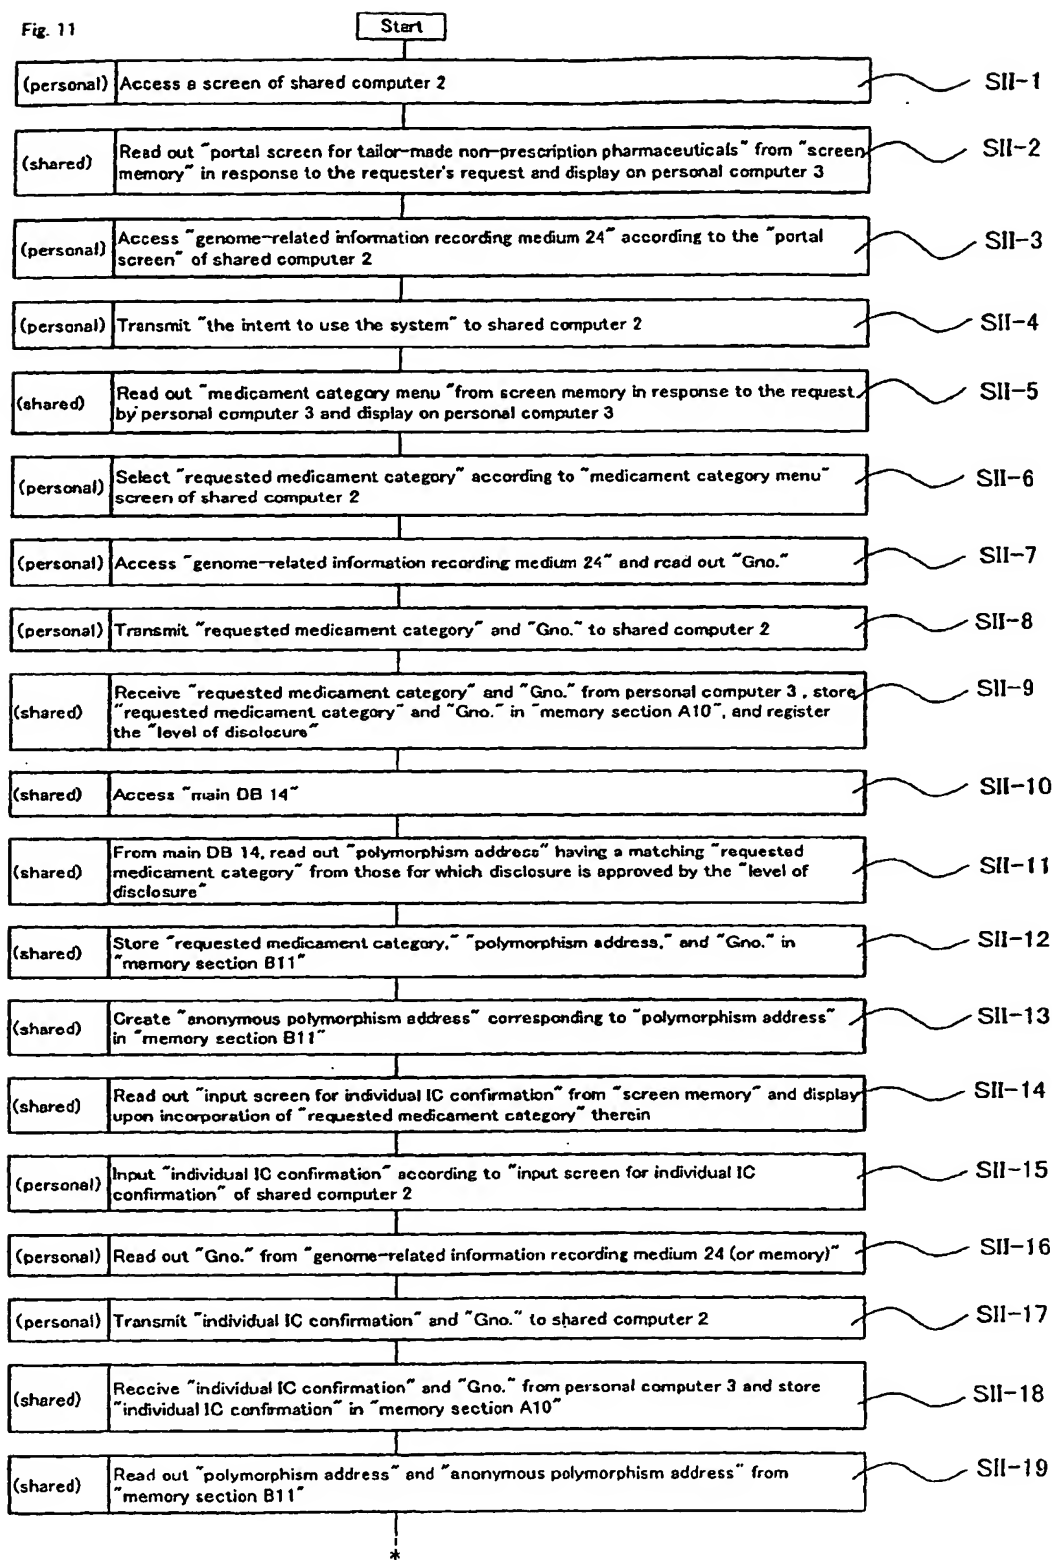 Fig. 11
Start
(personal) Access a screen of shared computer 2 SII-1
(shared) Read out "portal screen for tailor-made non-prescription pharmaceuticals" from "screen SII-2
memory" in response to the requester's request and display on personal computer 3
(personal) Access "genome-related information recording medium 24" according to the "portal SII-3
screen" of shared computer 2
(personal) Transmit "the intent to use the system" to shared computer 2 SII-4
(shared) Read out "medicament category menu "from screen memory in response to the request SII-5
by personal computer 3 and display on personal computer 3
(personal) Select "requested medicament category" according to "medicament category menu" SII-6
screen of shared computer 2
(personal) Access "genome-related information recording medium 24" and read out "Gno." SII-7
(personal) Transmit "requested medicament category" and "Gno." to shared computer 2 SII-8
(shared) Receive "requested medicament category" and "Gno." from personal computer 3 , store SII-9
"requested medicament category" and "Gno." in "memory section A10", and register
the "level of disclosure"
(shared) Access "main DB 14" SII-10
(shared) From main DB 14, read out "polymorphism address" having a matching "requested SII-11
medicament category" from those for which disclosure is approved by the "level of
disclosure"
(shared) Store "requested medicament category," "polymorphism address," and "Gno." in SII-12
"memory section B11"
(shared) Create "anonymous polymorphism address" corresponding to "polymorphism address" SII-13
in "memory section B11"
(shared) Read out "input screen for individual IC confirmation" from "screen memory" and display SII-14
upon incorporation of "requested medicament category" therein
(personal) Input "individual IC confirmation" according to "input screen for individual IC SII-15
confirmation" of shared computer 2
(personal) Read out "Gno." from "genome-related information recording medium 24 (or memory)" SII-16
(personal) Transmit "individual IC confirmation" and "Gno." to shared computer 2 SII-17
(shared) Receive "individual IC confirmation" and "Gno." from personal computer 3 and store SII-18
"individual IC confirmation" in "memory section A10"
(shared) Read out "polymorphism address" and "anonymous polymorphism address" from SII-19
"memory section B11"
*